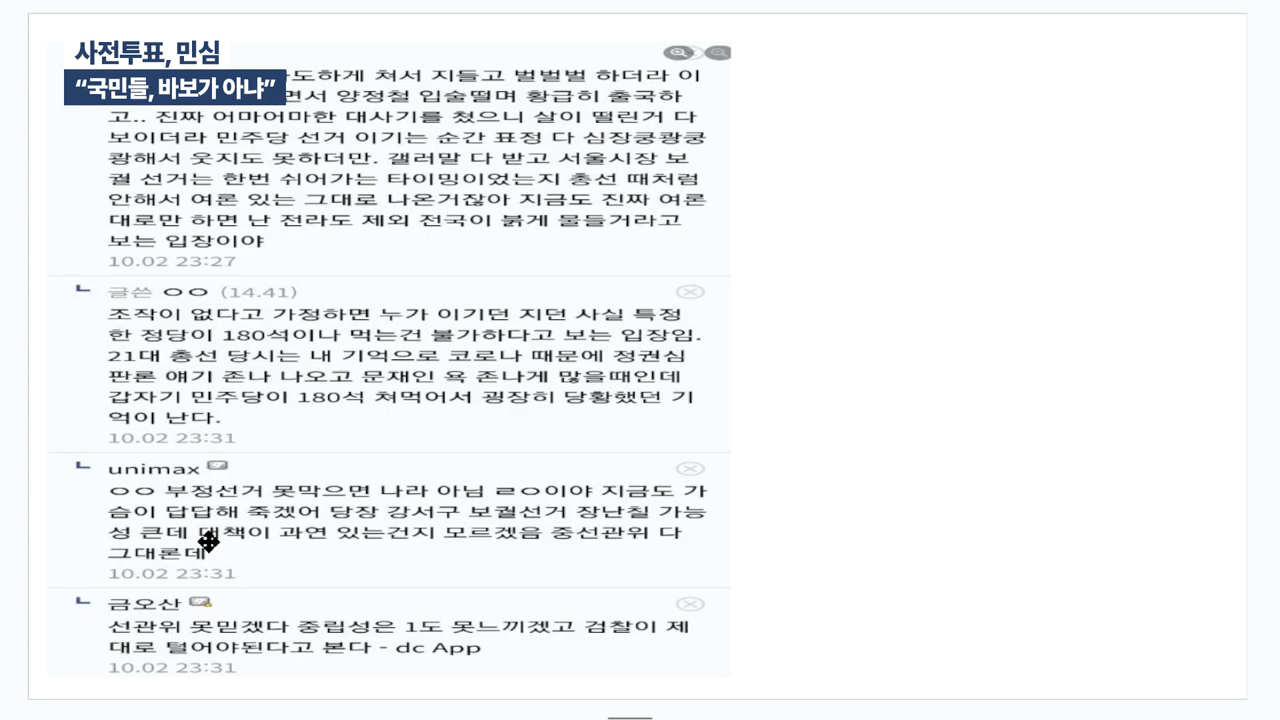 사전투표, 민심
“국민들, 바보가 아냐”
도하게 쳐서 지들고 벌벌벌 하더라 이
면서 양정철 입술떨며 황급히 출국하
고.. 진짜 어마어마한 대사기를 쳤으니 살이 떨린거 다
보이더라 민주당 선거 이기는 순간 표정 다 심장쿵쾅쿵
쾅해서 웃지도 못하더만. 갤러말 다 받고 서울시장 보
궐 선거는 한번 쉬어가는 타이밍이었는지 총선 때처럼
안해서 여론 있는 그대로 나온거잖아 지금도 진짜 여론
대로만 하면 난 전라도 제외 전국이 붉게 물들거라고
보는 입장이야
10.02 23:27
글쓴 ㅇㅇ (14.41)
조작이 없다고 가정하면 누가 이기던 지던 사실 특정
한 정당이 180석이나 먹는건 불가하다고 보는 입장임.
21대 총선 당시는 내 기억으로 코로나 때문에 정권심
판론 얘기 존나 나오고 문재인 욕 존나게 많을때인데
갑자기 민주당이 180석 쳐먹어서 굉장히 당황했던 기
억이 난다.
10.02 23:31
unimax
ㅇㅇ 부정선거 못막으면 나라 아님 ㄹㅇ이야 지금도 가
슴이 답답해 죽겠어 당장 강서구 보궐선거 장난칠 가능
성 큰데 대책이 과연 있는건지 모르겠음 중선관위 다
그대론데
10.02 23:31
금오산
선관위 못믿겠다 중립성은 1도 못느끼겠고 검찰이 제
대로 털어야된다고 본다 - dc App
10.02 23:31